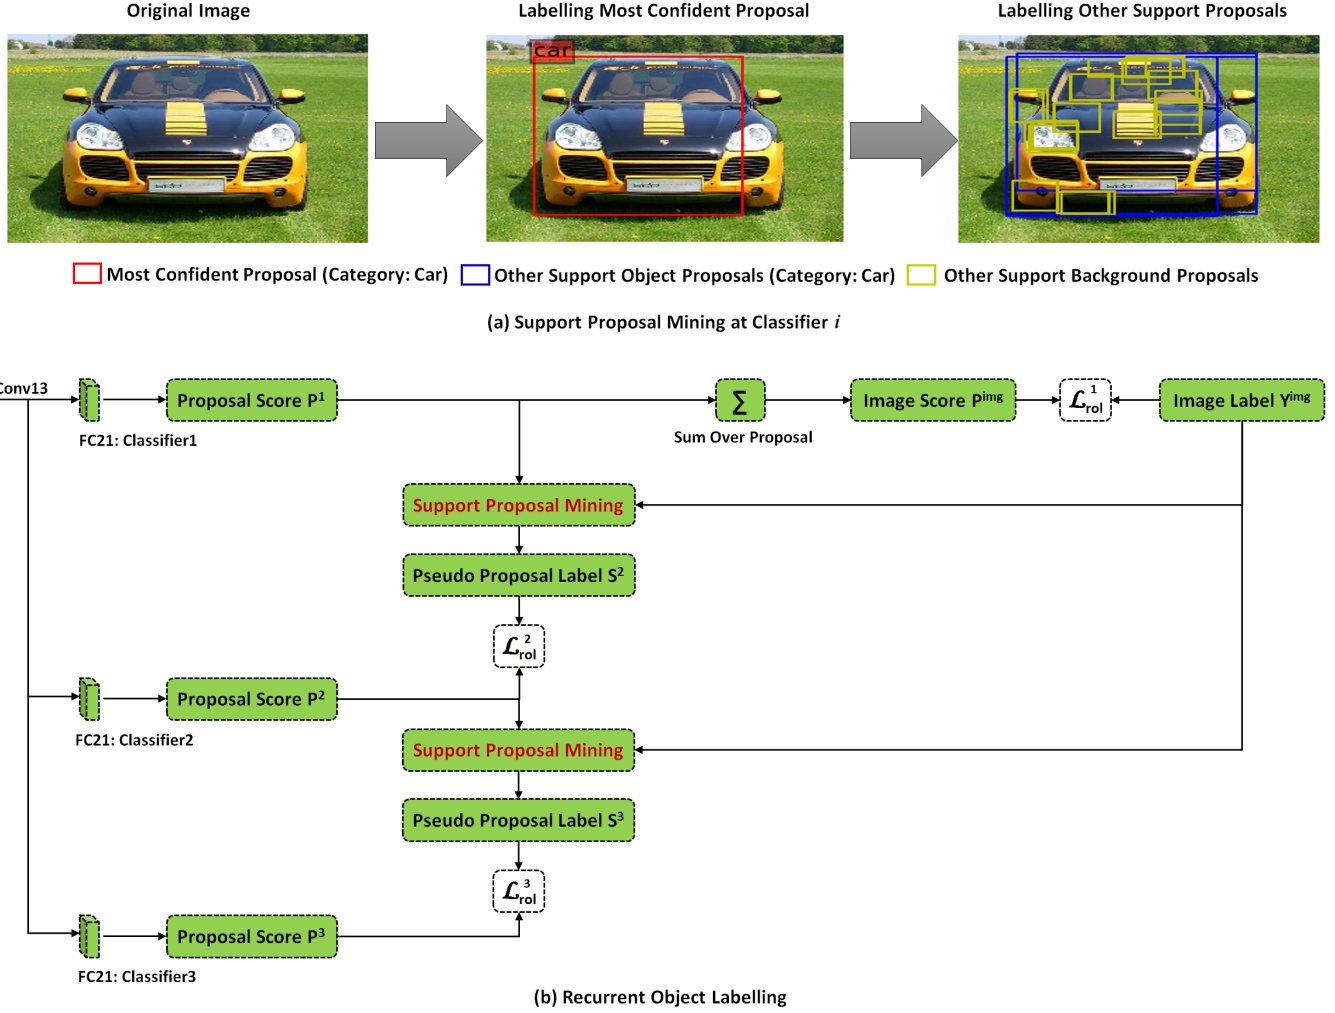 Original Image
Labelling Most Confident Proposal
Labelling Other Support Proposals
car
Most Confident Proposal (Category: Car)
Other Support Object Proposals (Category: Car)
Other Support Background Proposals
(a) Support Proposal Mining at Classifier i
Conv13
Proposal Score P¹
Σ
Image Score Pⁱᵐᵍ
ℒ¹rol
Image Label Yⁱᵐᵍ
FC21: Classifier1
Sum Over Proposal
Support Proposal Mining
Pseudo Proposal Label S²
ℒ²rol
Proposal Score P²
FC21: Classifier2
Support Proposal Mining
Pseudo Proposal Label S³
ℒ³rol
Proposal Score P³
FC21: Classifier3
(b) Recurrent Object Labelling